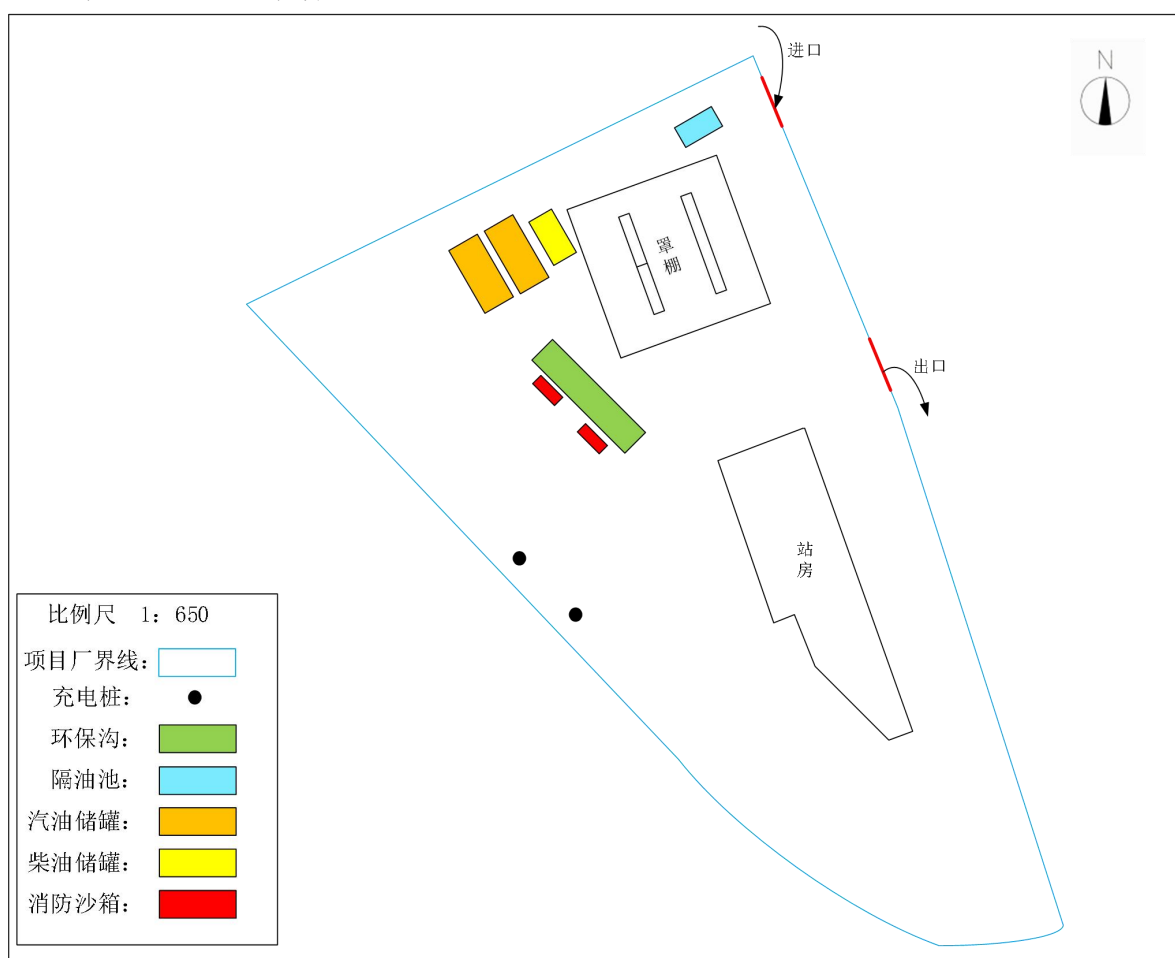 进口
N
罩
棚
出口
站
房
比例尺 1: 650
项目厂界线:
充电桩:
环保沟:
隔油池:
汽油储罐:
柴油储罐:
消防沙箱: